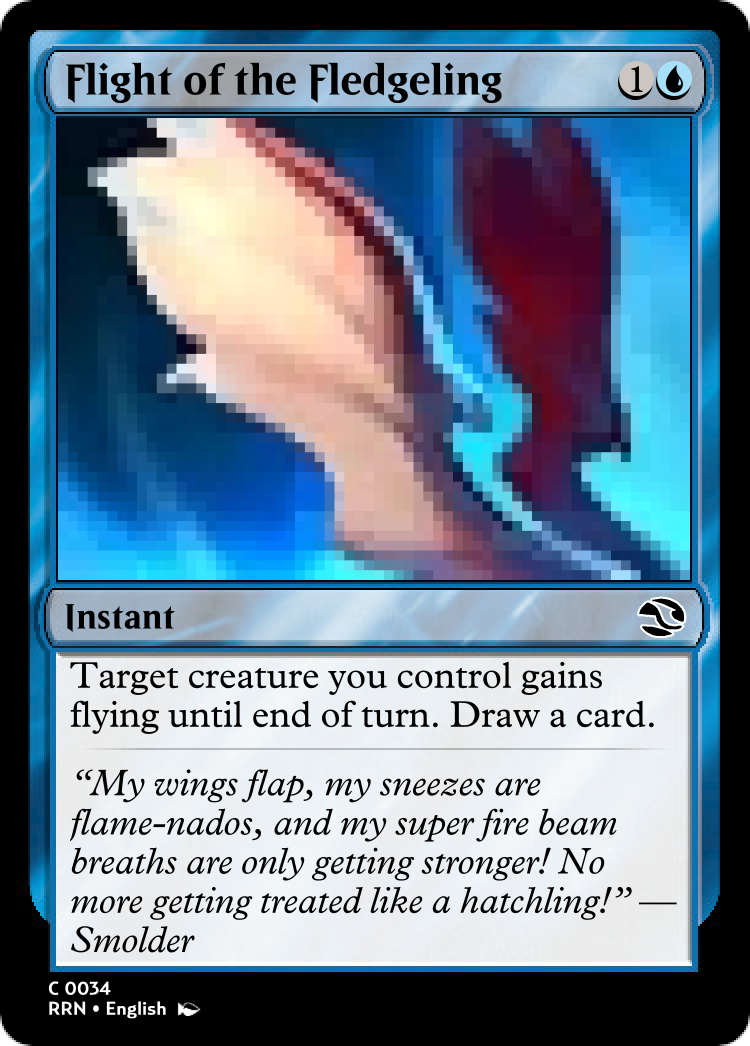 Flight of the Fledgeling 1
Instant
Target creature you control gains
flying until end of turn. Draw a card.
“My wings flap, my sneezes are
flame-nados, and my super fire beam
breaths are only getting stronger! No
more getting treated like a hatchling!” —
Smolder
C 0034
RRN • English